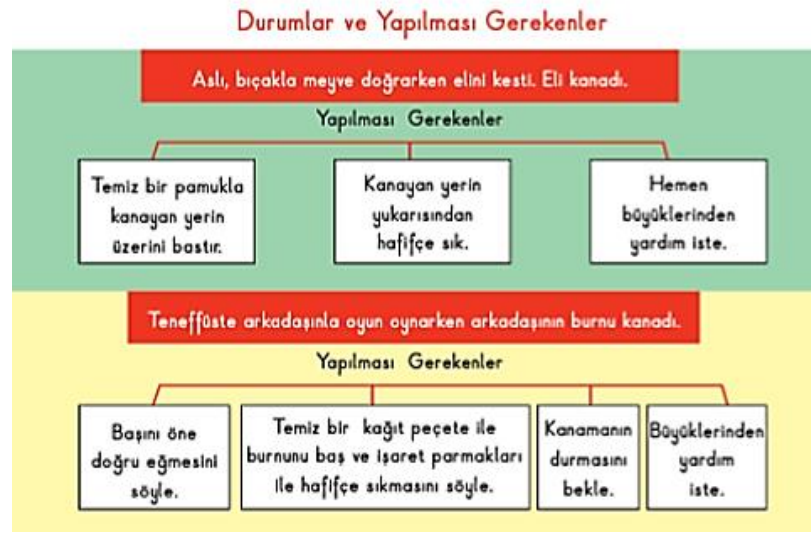 Durumlar ve Yapılması Gerekenler
Aslı, bıçakla meyve doğrarken elini kesti. Eli kanadı.
Yapılması Gerekenler
Temiz bir pamukla
kanayan yerin
üzerini bastır.
Kanayan yerin
yukarısından
hafifçe sık.
Hemen
büyüklerinden
yardım iste.
Teneffüste arkadaşınla oyun oynarken arkadaşının burnu kanadı.
Yapılması Gerekenler
Başını öne
doğru eğmesini
söyle.
Temiz bir kağıt peçete ile
burnunu baş ve işaret parmakları
ile hafifçe sıkmasını söyle.
Kanamanın
durmasını
bekle.
Büyüklerinden
yardım
iste.